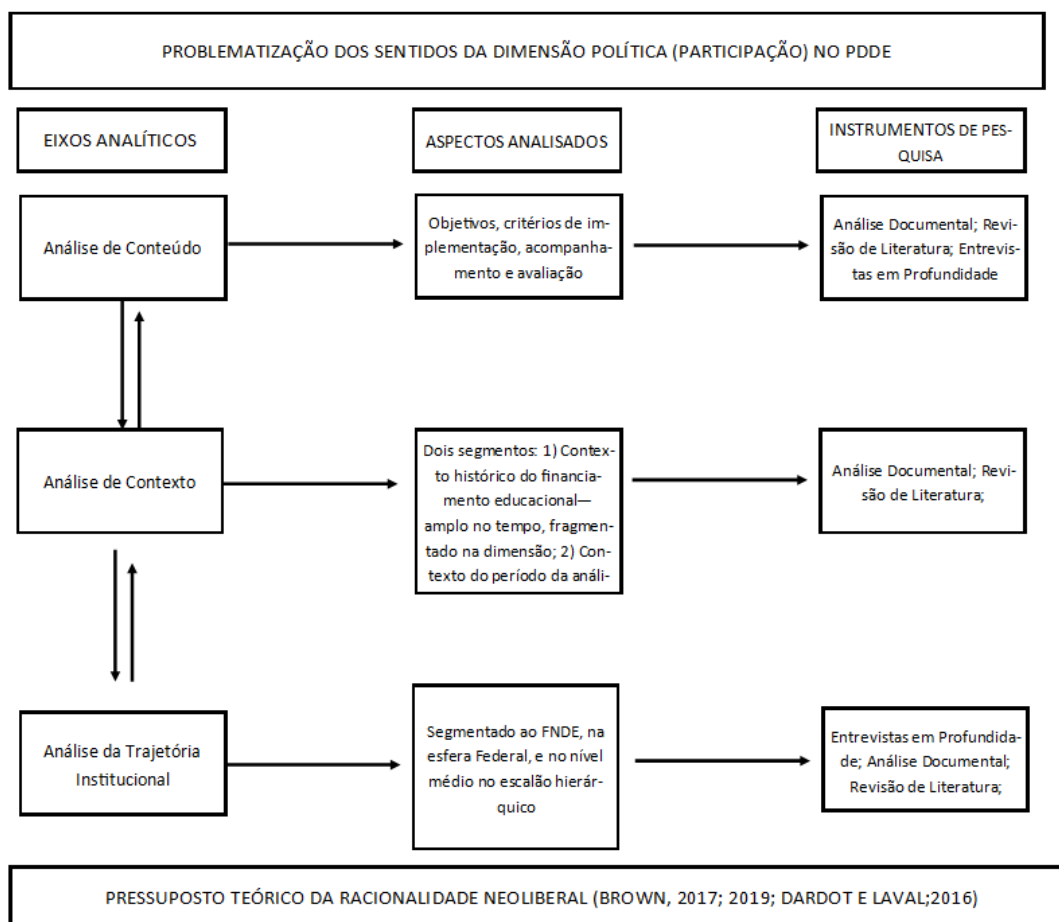 PROBLEMATIZAÇÃO DOS SENTIDOS DA DIMENSÃO POLÍTICA (PARTICIPAÇÃO) NO PDDE
EIXOS ANALÍTICOS
ASPECTOS ANALISADOS
INSTRUMENTOS DE PES-
QUISA
Análise de Conteúdo
Objetivos, critérios de im-
plementação, acompanha-
mento e avaliação
Análise Documental; Revi-
são de Literatura; Entrevis-
tas em Profundidade
Análise de Contexto
Dois segmentos: 1) Contex-
to histórico do financia-
mento educacional—
amplo no tempo, fragmen-
tado na dimensão; 2) Con-
texto do período da análi-
Análise Documental; Revi-
são de Literatura;
Análise da Trajetória
Institucional
Segmentado ao FNDE, na
esfera Federal, e no nível
médio no escalão hierár-
quico
Entrevistas em Profundida-
de; Análise Documental;
Revisão de Literatura;
PRESSUPOSTO TEÓRICO DA RACIONALIDADE NEOLIBERAL (BROWN, 2017; 2019; DARDOT E LAVAL;2016)